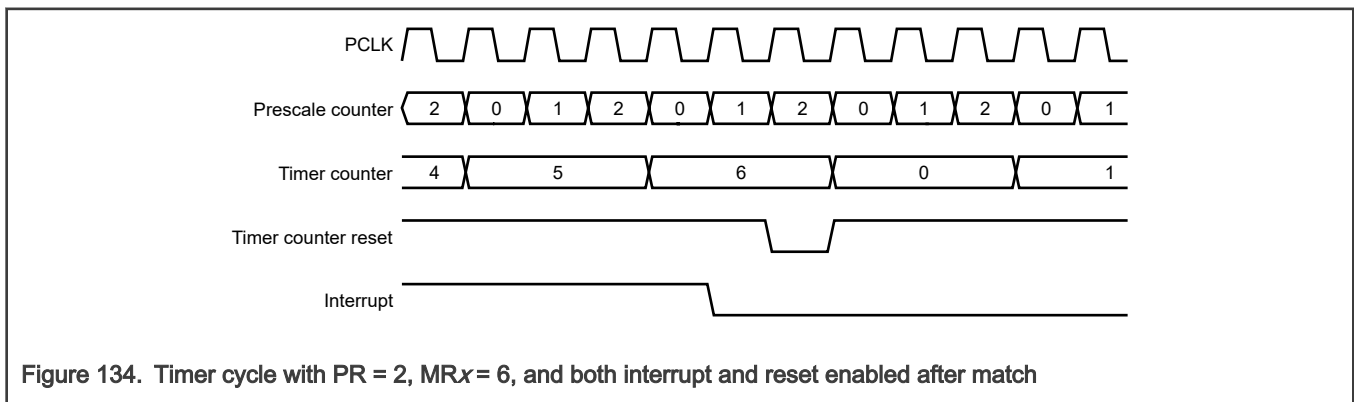 PCLK
Prescale counter 2 0 1 2 0 1 2 0 1 2 0 1
Timer counter 4 5 6 0 1
Timer counter reset
Interrupt
Figure 134. Timer cycle with PR = 2, MRx = 6, and both interrupt and reset enabled after match